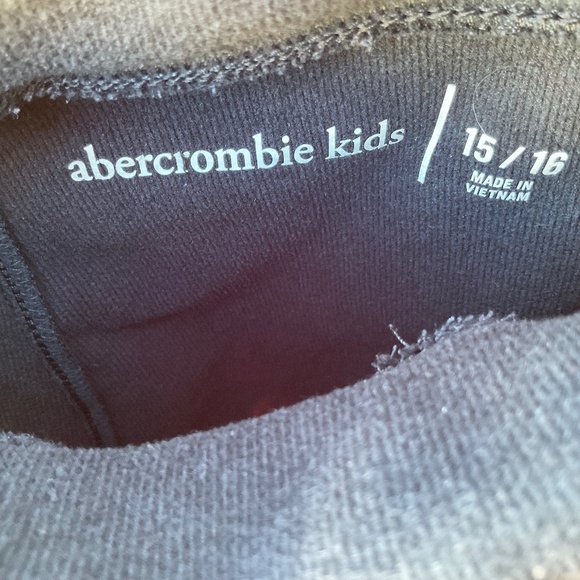 abercrombie kids
15 / 16
MADE IN
VIETNAM